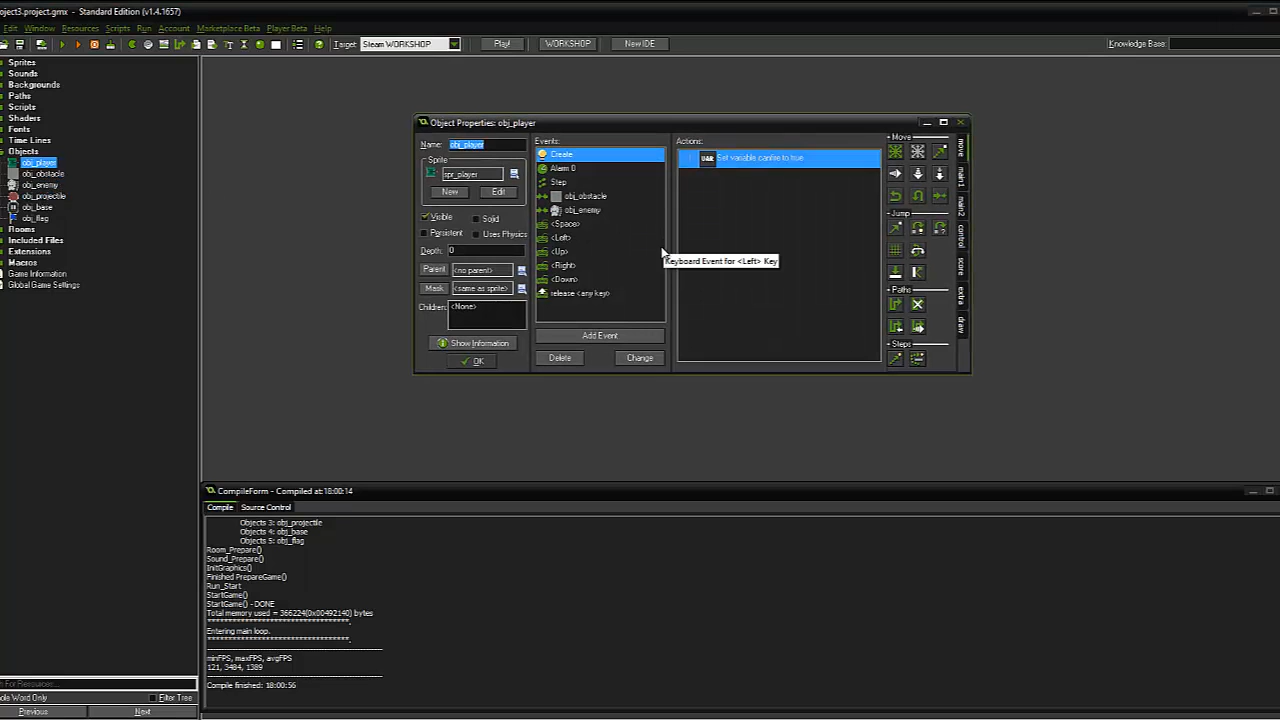 oject3.project.gmx - Standard Edition (v1.4.1657)
Edit Window Resources Scripts Run Account Marketplace Beta Player Beta Help
Target Steam WORKSHOP Play! WORKSHOP New IDE Knowledge Base
Sprites
Sounds
Backgrounds
Paths
Scripts
Shaders
Fonts
Time Lines
Objects
obj_player
obj_obstacle
obj_enemy
obj_projectile
obj_base
obj_flag
Rooms
Included Files
Extensions
Macros
Game Information
Global Game Settings
Object Properties: obj_player
Name: obj_player
Sprite
spr_player
New Edit
Visible Solid
Persistent Uses Physics
Depth: 0
Parent <no parent>
Mask <same as sprite>
Children: <None>
Show Information
OK
Events:
Create
Alarm 0
Step
obj_obstacle
obj_enemy
<Space>
<Left>
<Up>
<Right>
<Down>
release <any key>
Add Event
Delete Change
Actions:
VAR Set variable canfire to true
Keyboard Event for <Left> Key
Move
Jump
Paths
Steps
move
main1
main2
control
score
extra
draw
CompileForm - Compiled at:18:00:14
Compile Source Control
Objects 3: obj_projectile
Objects 4: obj_base
Objects 5: obj_flag
Room_Prepare()
Sound_Prepare()
InitGraphics()
Finished PrepareGame()
Run_Start
StartGame()
StartGame() - DONE
Total memory used = 366224(0x00492140) bytes
Entering main loop.
minFPS, maxFPS, avgFPS
121, 3484, 1389
Compile finished: 18:00:56
h For Resources...
ole Word Only Filter Tree
Previous Next